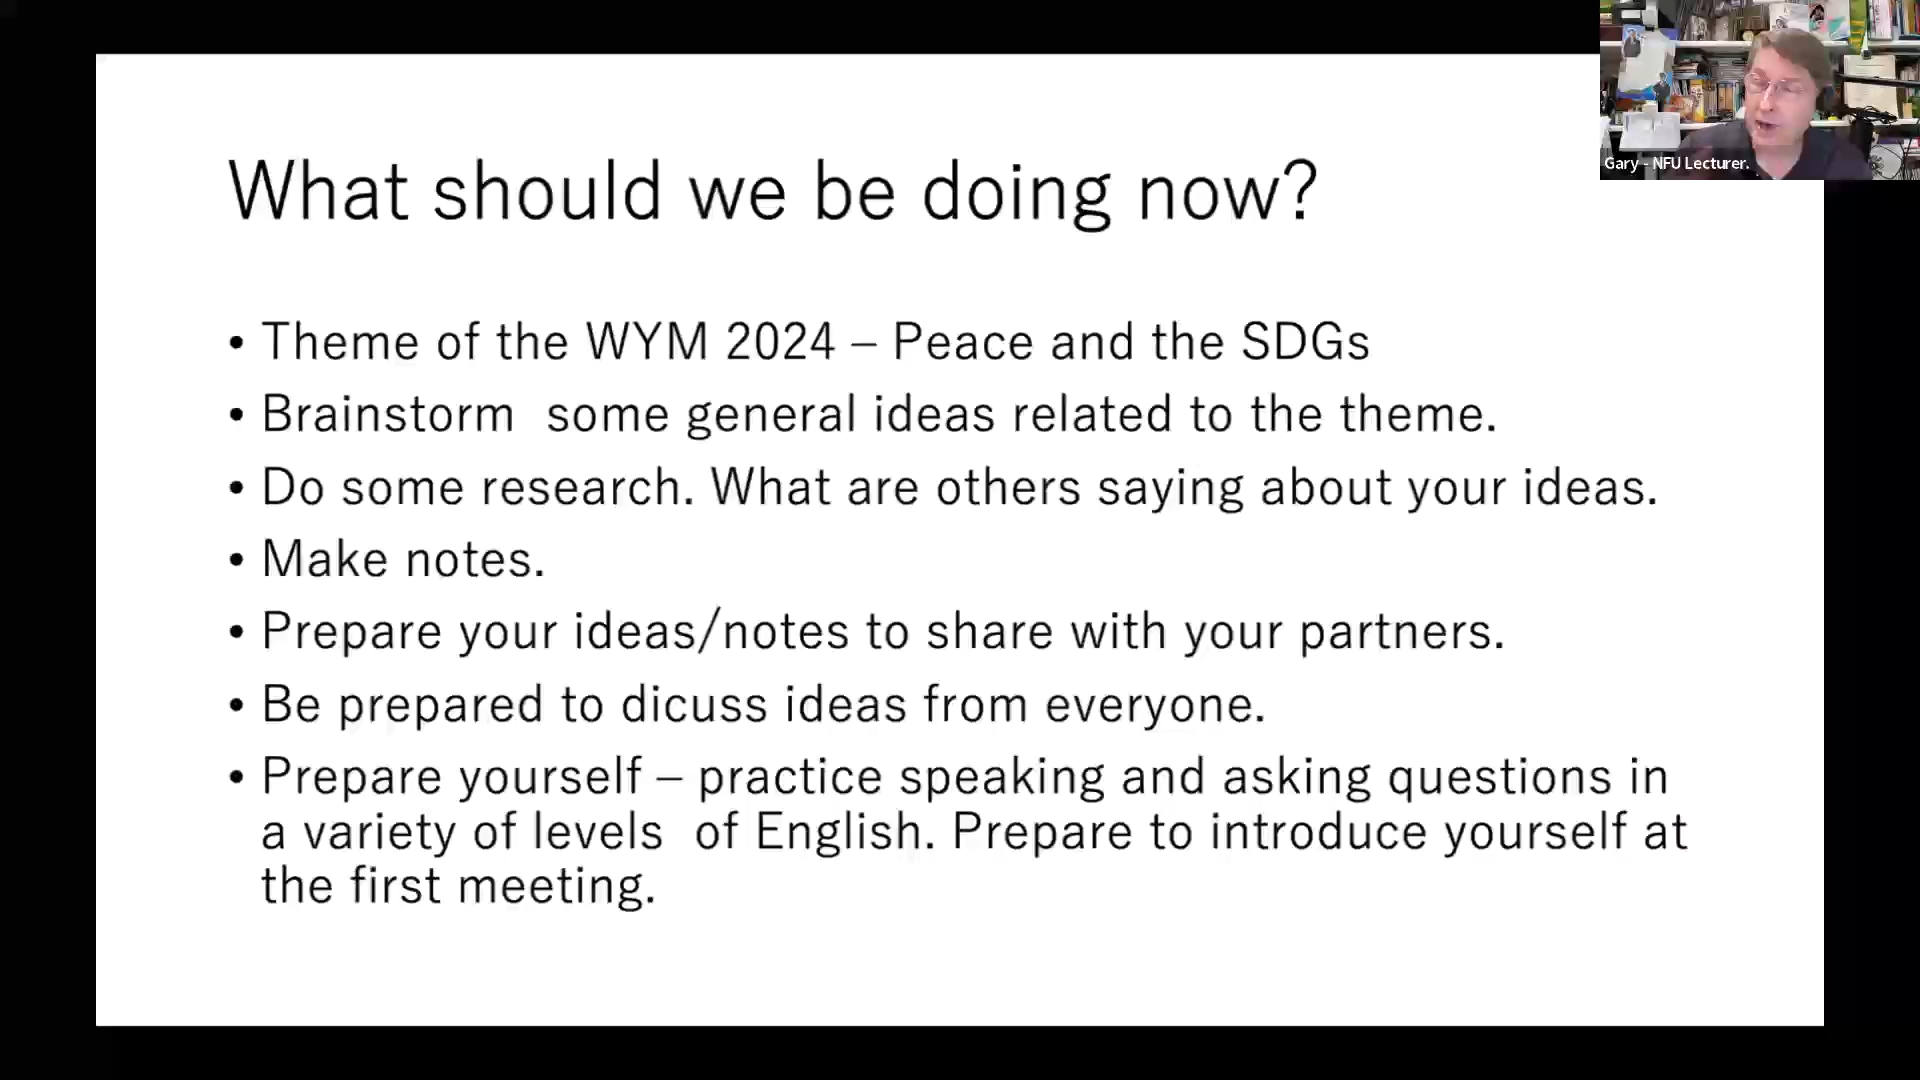 What should we be doing now?
• Theme of the WYM 2024 – Peace and the SDGs
• Brainstorm  some general ideas related to the theme.
• Do some research. What are others saying about your ideas.
• Make notes.
• Prepare your ideas/notes to share with your partners.
• Be prepared to dicuss ideas from everyone.
• Prepare yourself – practice speaking and asking questions in
a variety of levels  of English. Prepare to introduce yourself at
the first meeting.
Gary - NFU Lecturer.